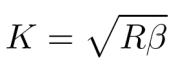 K = √Rβ